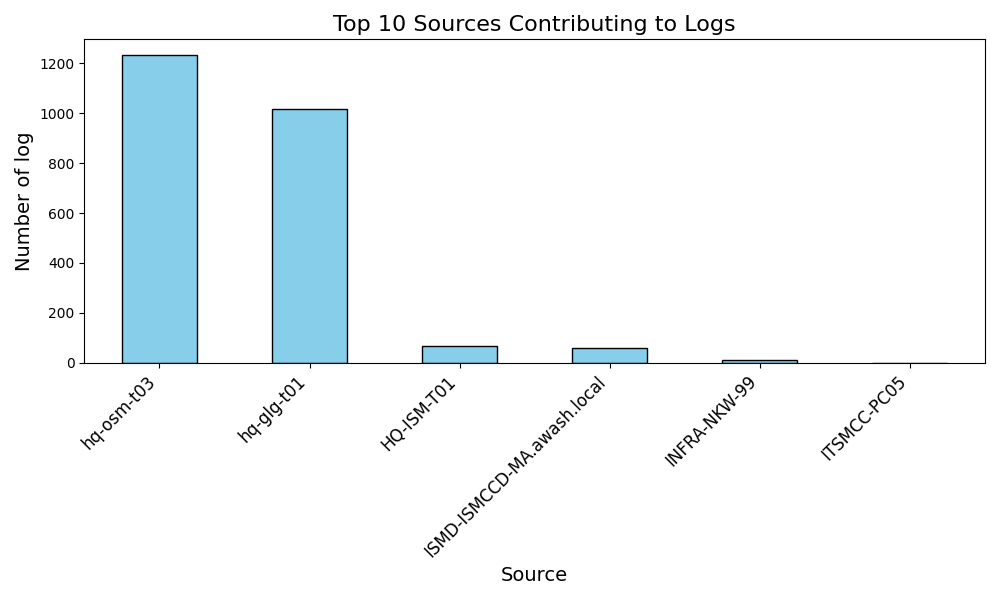 Top 10 Sources Contributing to Logs
Number of log
1200
1000
800
600
400
200
0
hq-osm-t03
hq-glg-t01
HQ-ISM-T01
ISMD-ISMCCD-MA.awash.local
INFRA-NKW-99
ITSMCC-PC05
Source